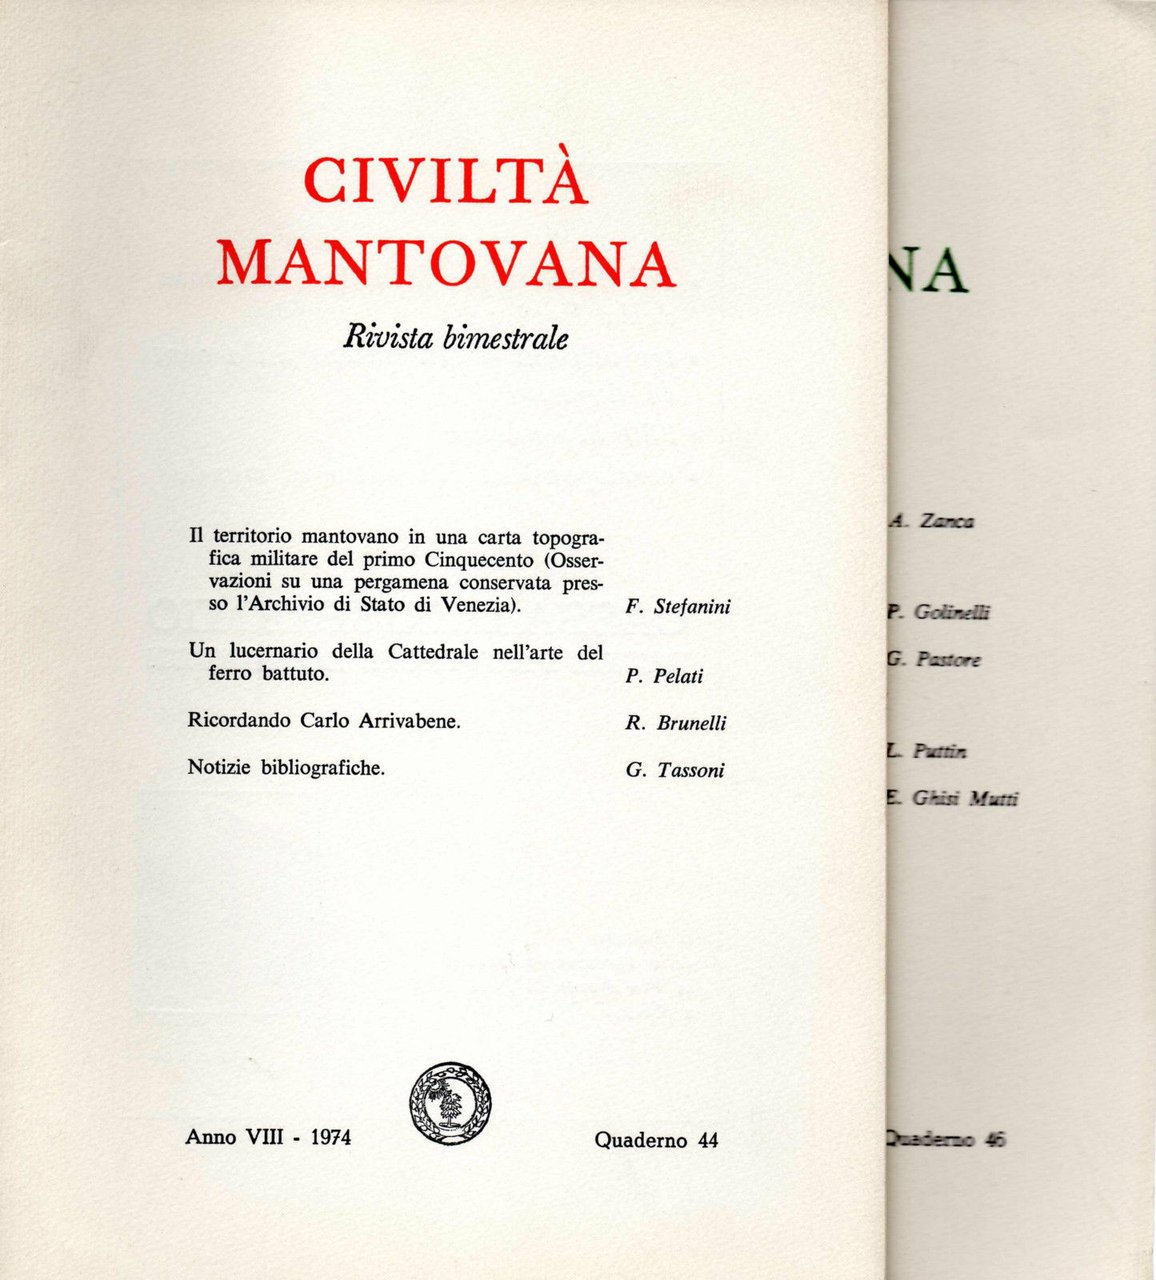 CIVILTÀ
MANTOVANA
Rivista bimestrale
Il territorio mantovano in una carta topogra-
fica militare del primo Cinquecento (Osser-
vazioni su una pergamena conservata pres-
so l'Archivio di Stato di Venezia). F. Stefanini
Un lucernario della Cattedrale nell'arte del
ferro battuto. P. Pelati
Ricordando Carlo Arrivabene. R. Brunelli
Notizie bibliografiche. G. Tassoni
Anno VIII - 1974 Quaderno 44
NA
A. Zanca
P. Golinelli
G. Pastore
L. Puttin
E. Ghisi Mutti
Quaderno 46